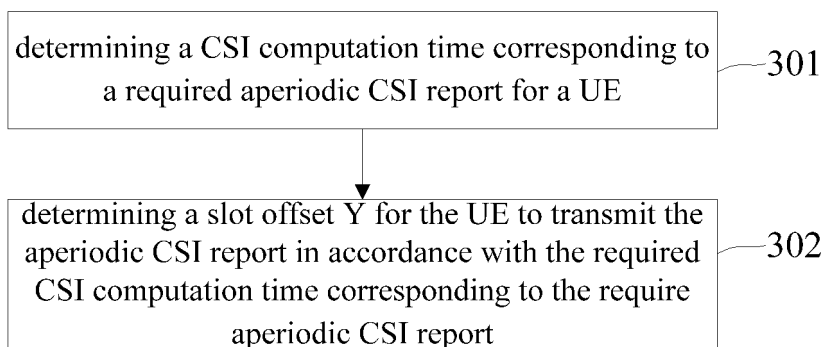 determining a CSI computation time corresponding to
a required aperiodic CSI report for a UE
301
determining a slot offset Y for the UE to transmit the
aperiodic CSI report in accordance with the required
CSI computation time corresponding to the require
aperiodic CSI report
302